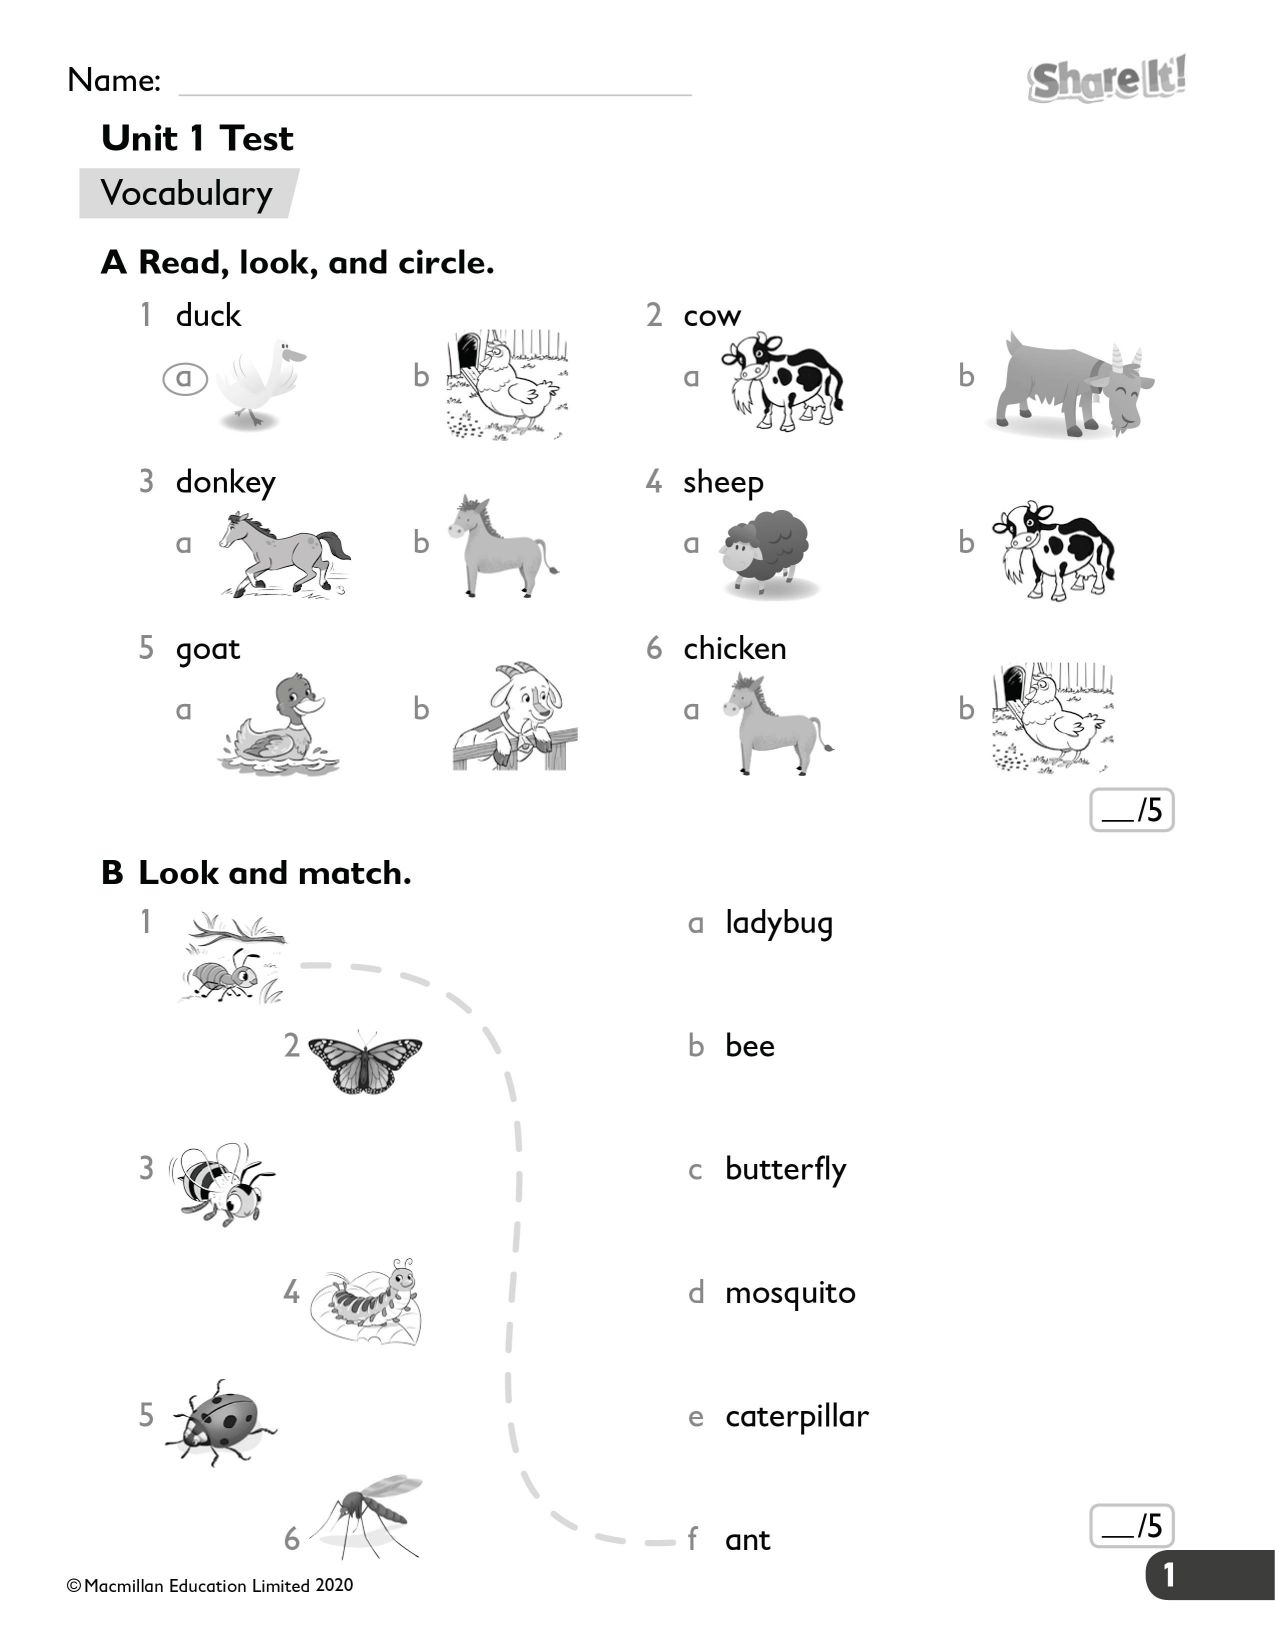 Name:
Share It!
Unit 1 Test
Vocabulary
A Read, look, and circle.
1 duck
a
b
2 cow
a
b
3 donkey
a
b
4 sheep
a
b
5 goat
a
b
6 chicken
a
b
__/5
B Look and match.
1
a ladybug
2
b bee
3
c butterfly
4
d mosquito
5
e caterpillar
6
f ant
__/5
© Macmillan Education Limited 2020
1